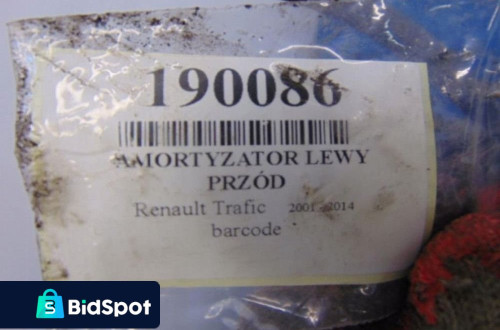 190086
AMORTYZATOR LEWY
PRZÓD
Renault Trafic 2001-2014
barcode
S
BidSpot